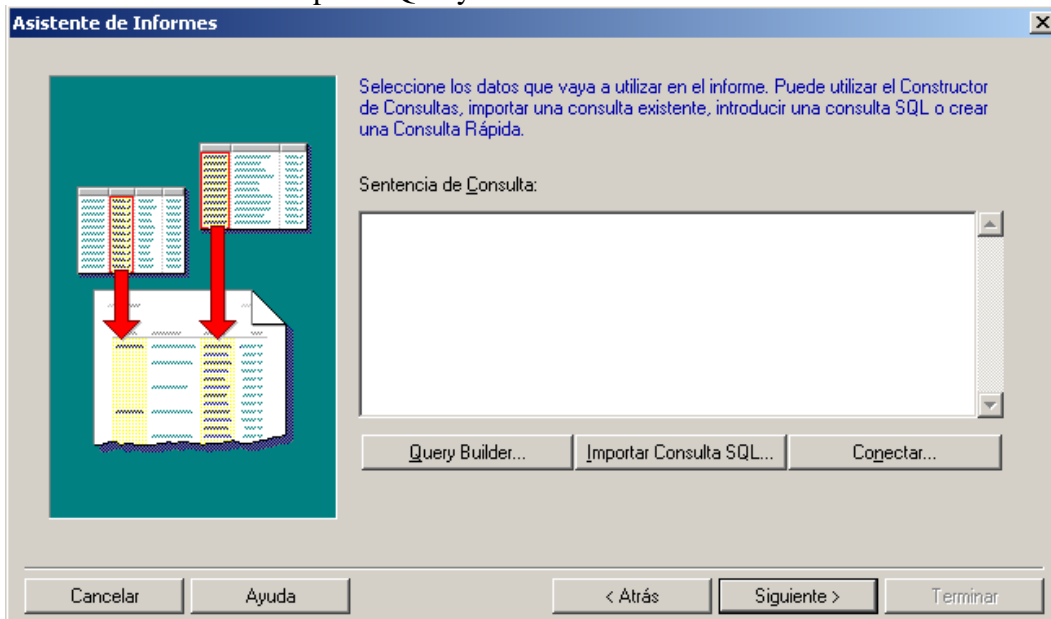 Asistente de Informes
Seleccione los datos que vaya a utilizar en el informe. Puede utilizar el Constructor
de Consultas, importar una consulta existente, introducir una consulta SQL o crear
una Consulta Rápida.
Sentencia de Consulta:
Query Builder... Importar Consulta SQL... Conectar...
Cancelar Ayuda < Atrás Siguiente > Terminar